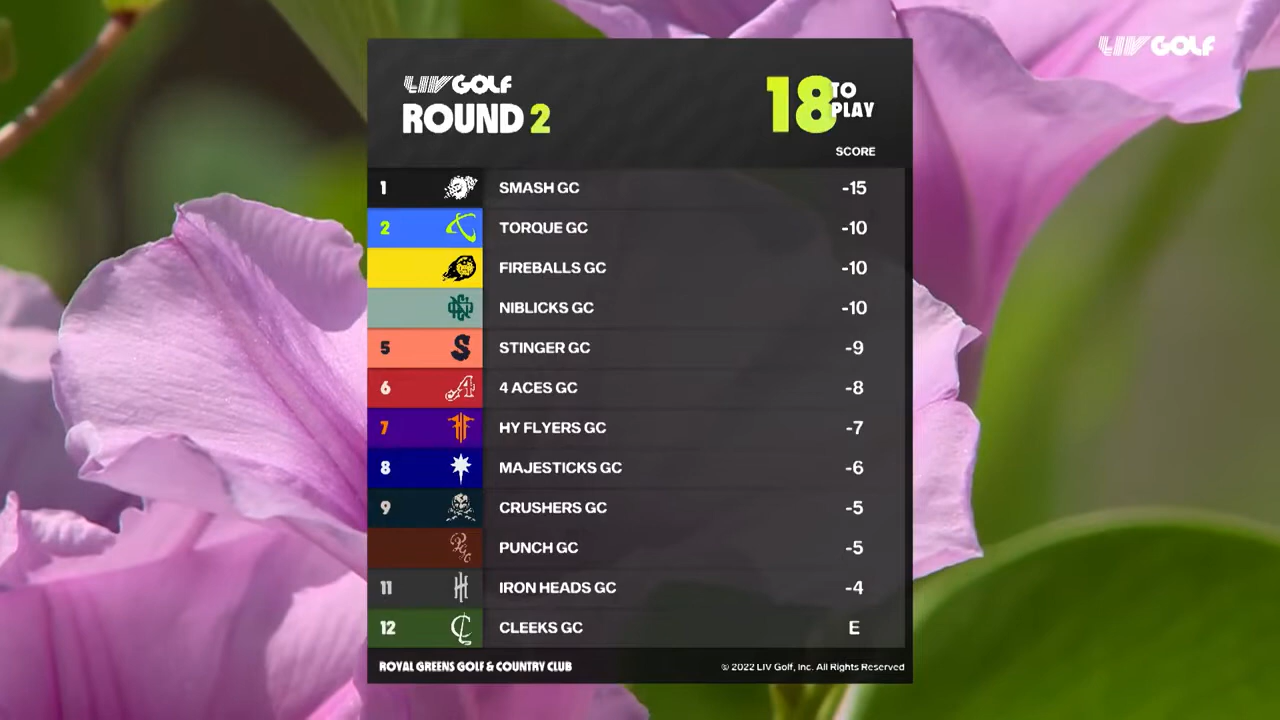 LIV GOLF
LIV GOLF
ROUND 2
18 TO PLAY
SCORE
1 SMASH GC -15
2 TORQUE GC -10
FIREBALLS GC -10
NIBLICKS GC -10
5 STINGER GC -9
6 4 ACES GC -8
7 HY FLYERS GC -7
8 MAJESTICKS GC -6
9 CRUSHERS GC -5
PUNCH GC -5
11 IRON HEADS GC -4
12 CLEEKS GC E
ROYAL GREENS GOLF & COUNTRY CLUB
© 2022 LIV Golf, Inc. All Rights Reserved